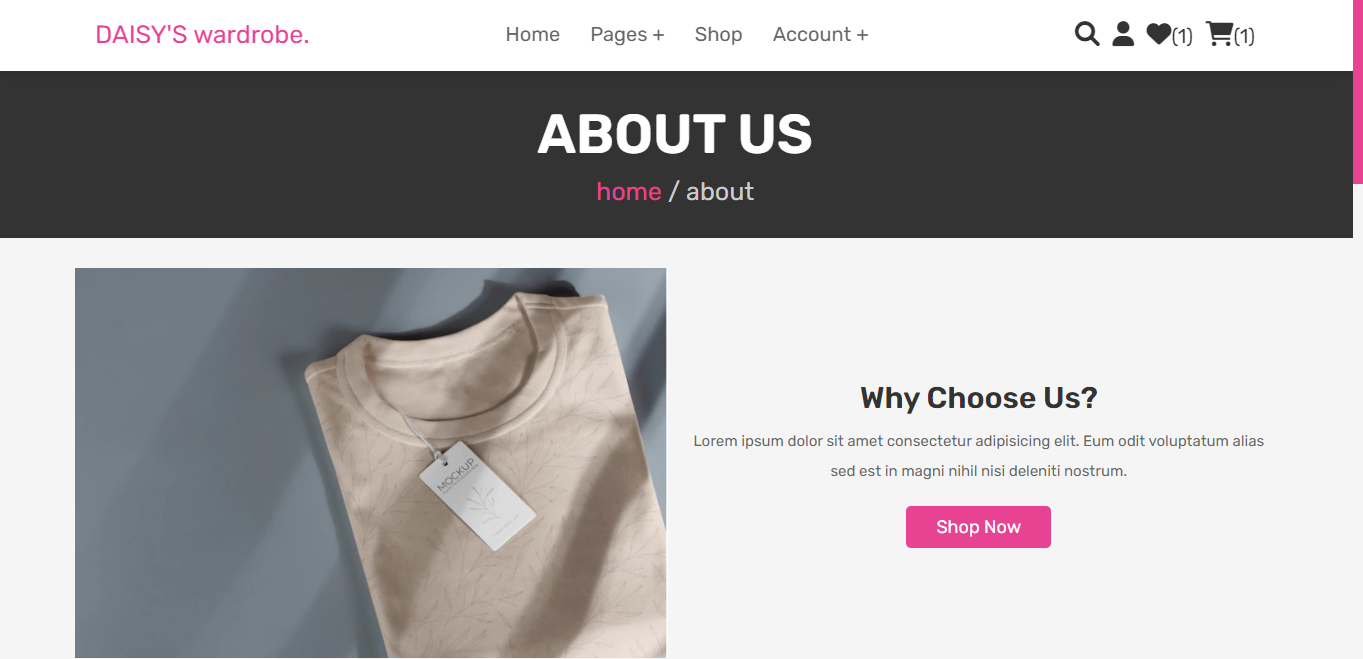 DAISY'S wardrobe.
Home Pages + Shop Account + (1) (1)
ABOUT US
home / about
Why Choose Us?
Lorem ipsum dolor sit amet consectetur adipisicing elit. Eum odit voluptatum alias
sed est in magni nihil nisi deleniti nostrum.
Shop Now
MOCKUP